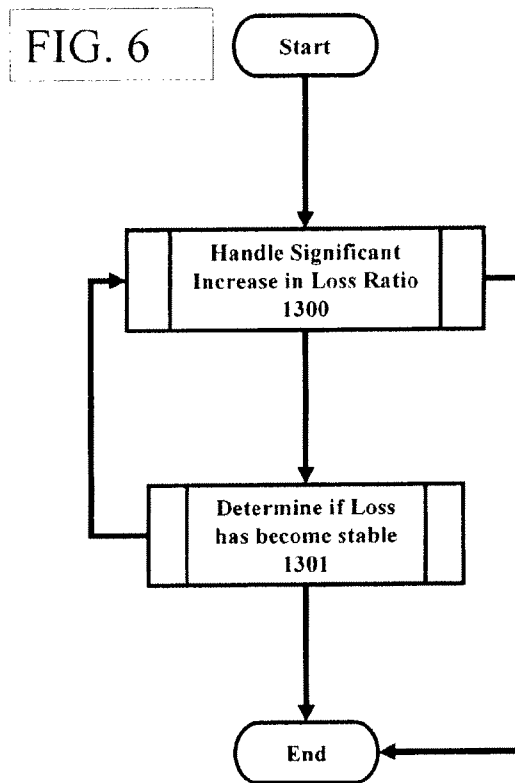 FIG. 6
Start
Handle Significant
Increase in Loss Ratio
1300
Determine if Loss
has become stable
1301
End